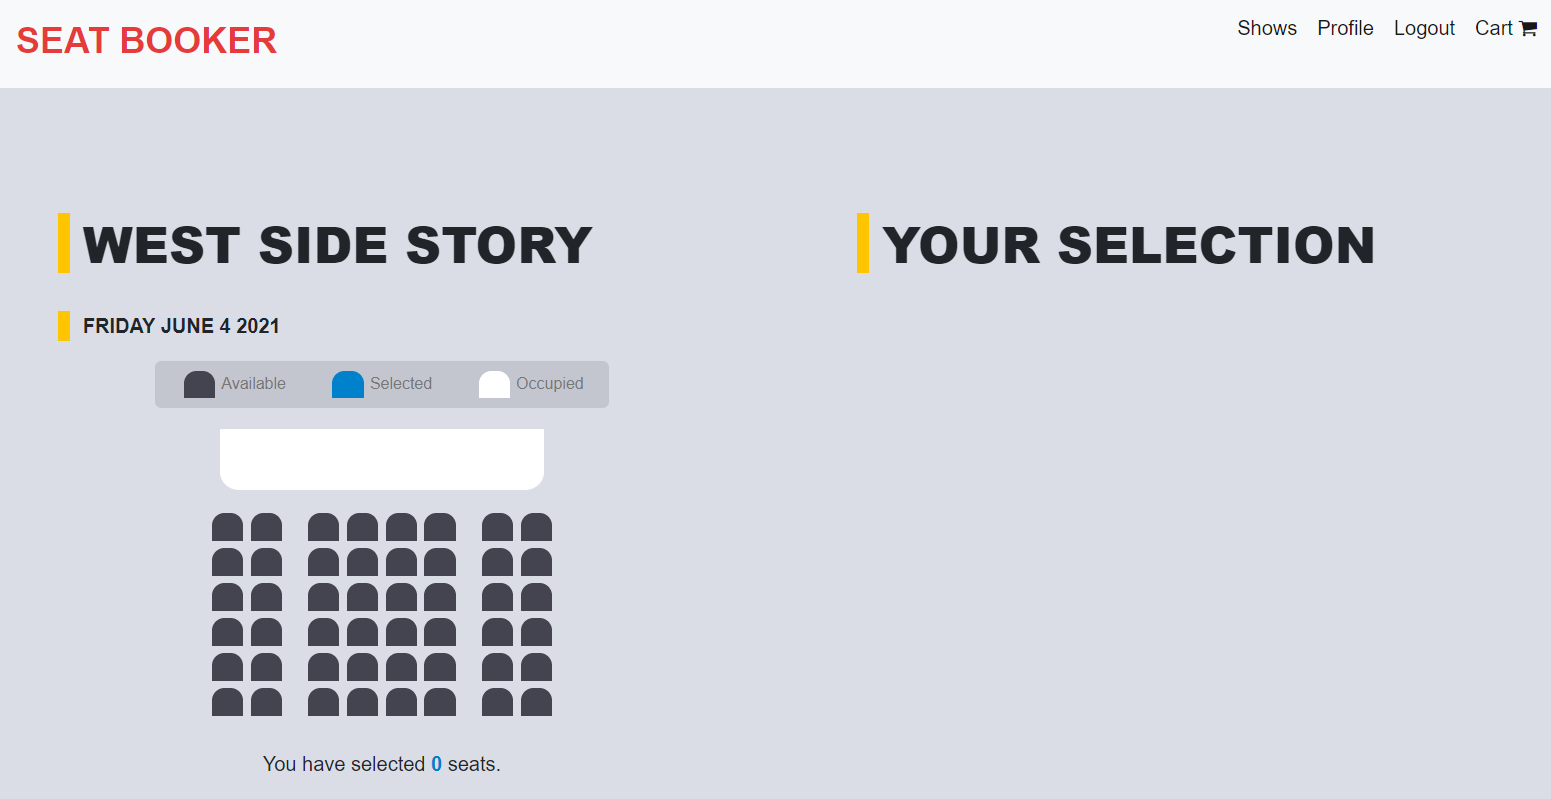 SEAT BOOKER
Shows Profile Logout Cart
WEST SIDE STORY
FRIDAY JUNE 4 2021
Available Selected Occupied
You have selected 0 seats.
YOUR SELECTION